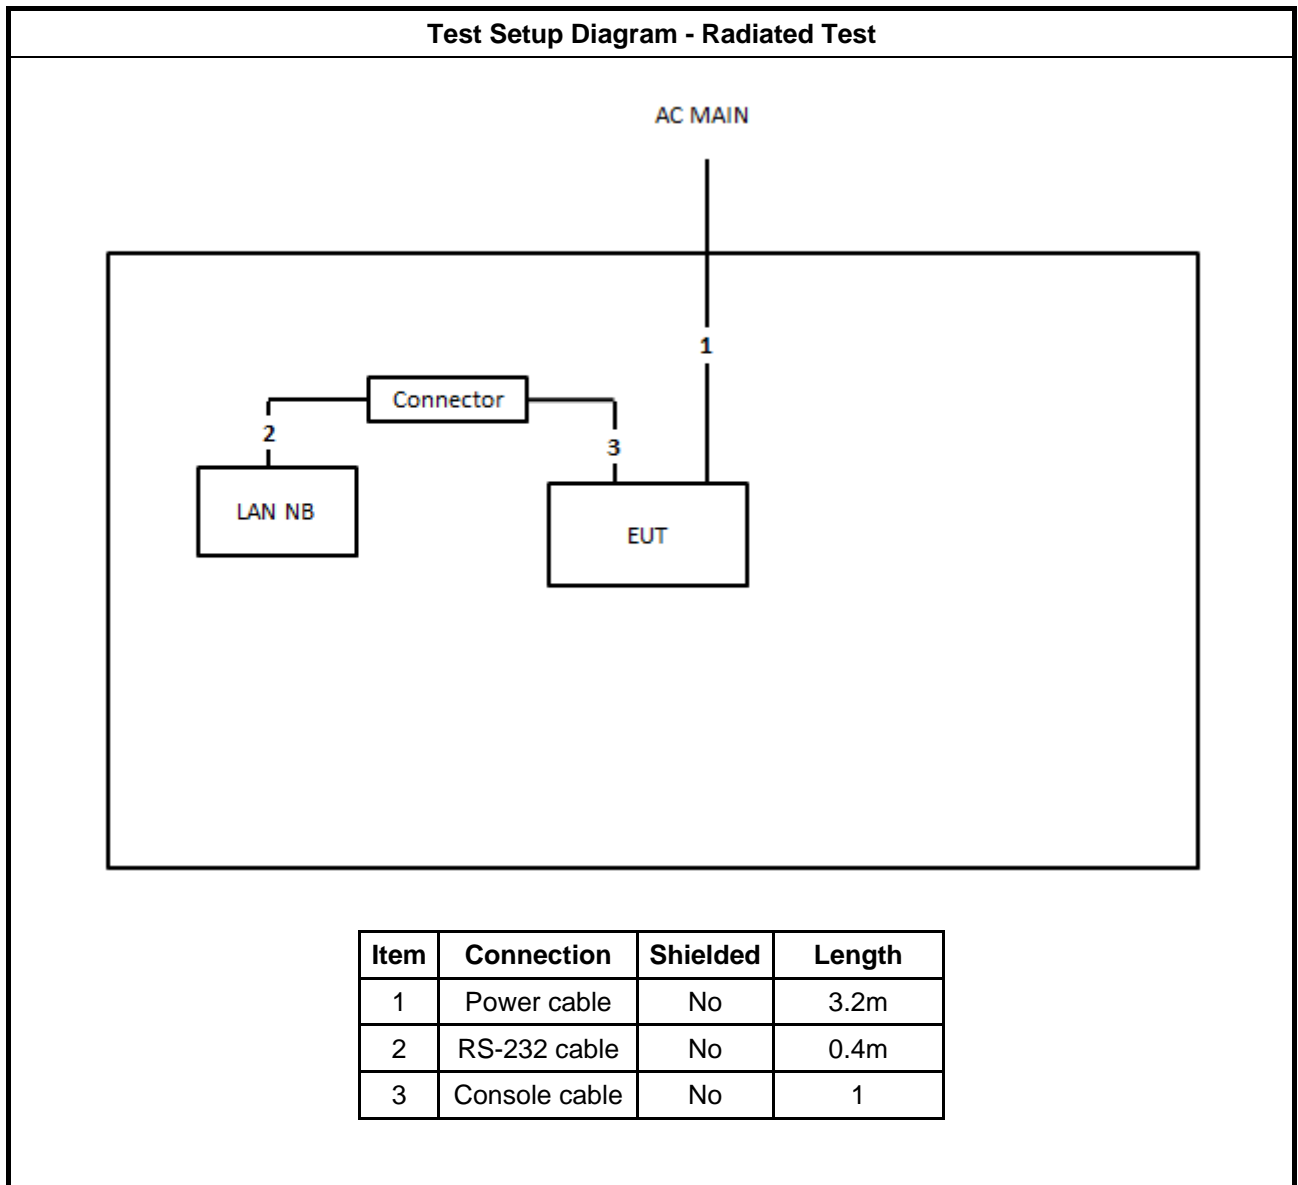 Test Setup Diagram - Radiated Test
AC MAIN
1
Connector
2
3
LAN NB
EUT
Item Connection Shielded Length
1 Power cable No 3.2m
2 RS-232 cable No 0.4m
3 Console cable No 1